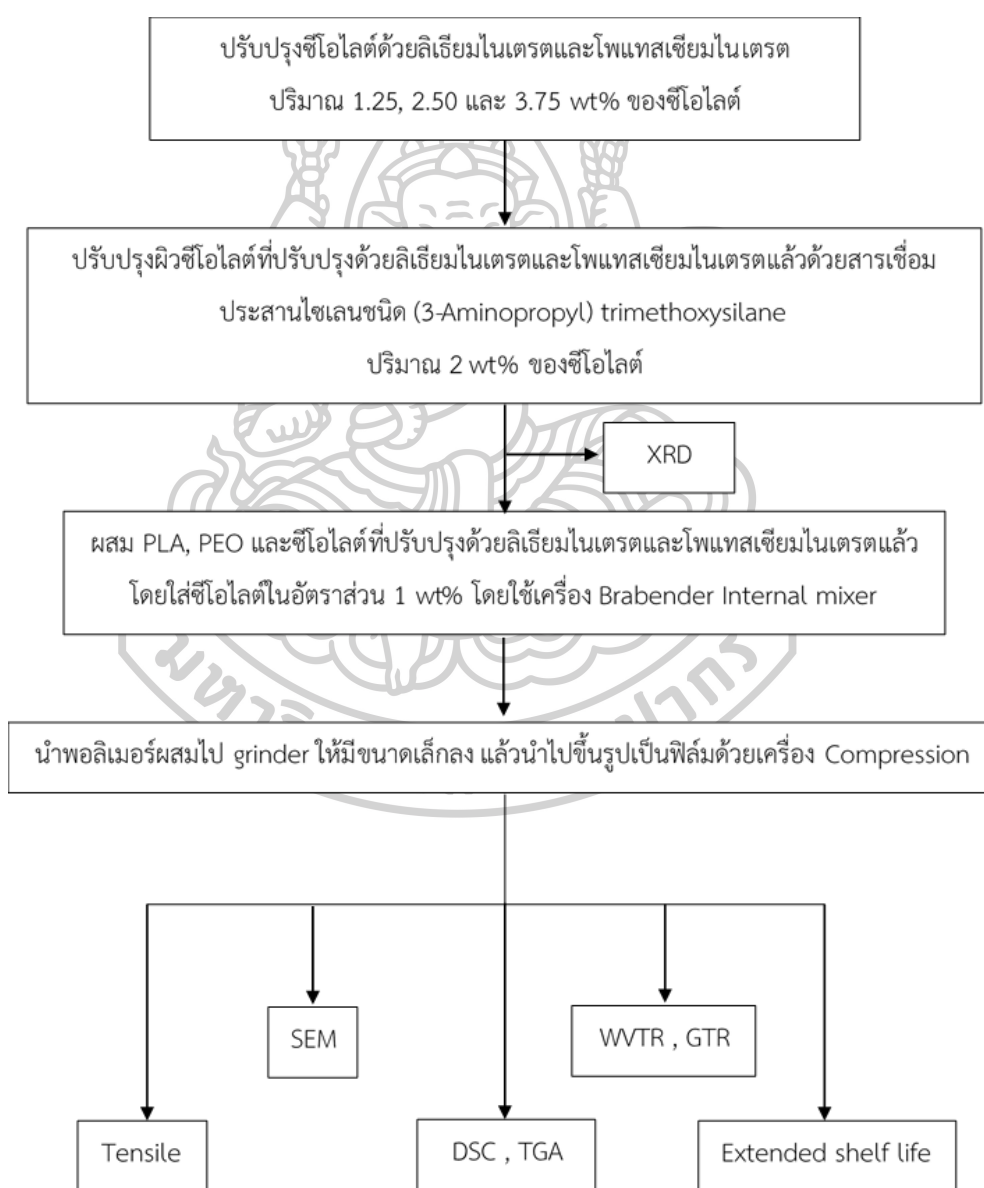 ปรับปรุงซีโอไลต์ด้วยลิเธียมไนเตรตและโพแทสเซียมไนเตรต
ปริมาณ 1.25, 2.50 และ 3.75 wt% ของซีโอไลต์
ปรับปรุงผิวซีโอไลต์ที่ปรับปรุงด้วยลิเธียมไนเตรตและโพแทสเซียมไนเตรตแล้วด้วยสารเชื่อม
ประสานไซเลนชนิด (3-Aminopropyl) trimethoxysilane
ปริมาณ 2 wt% ของซีโอไลต์
XRD
ผสม PLA, PEO และซีโอไลต์ที่ปรับปรุงด้วยลิเธียมไนเตรตและโพแทสเซียมไนเตรตแล้ว
โดยใส่ซีโอไลต์ในอัตราส่วน 1 wt% โดยใช้เครื่อง Brabender Internal mixer
นำพอลิเมอร์ผสมไป grinder ให้มีขนาดเล็กลง แล้วนำไปขึ้นรูปเป็นฟิล์มด้วยเครื่อง Compression
SEM
WVTR , GTR
Tensile
DSC , TGA
Extended shelf life